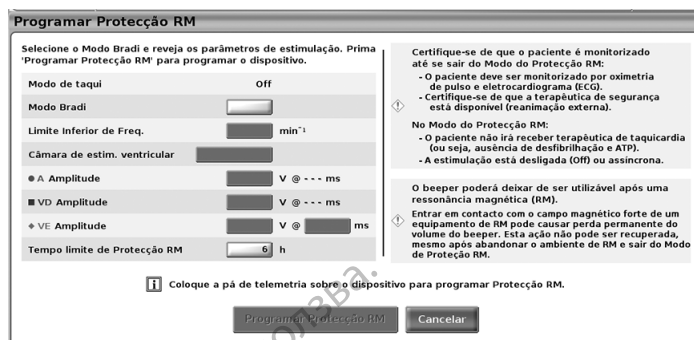 Programar Protecção RM
Selecione o Modo Bradi e reveja os parâmetros de estimulação. Prima
'Programar Protecção RM' para programar o dispositivo.
Modo de taqui Off
Modo Bradi
Limite Inferior de Freq. min⁻¹
Câmara de estim. ventricular
A Amplitude V @ - - - ms
VD Amplitude V @ - - - ms
VE Amplitude V @ ms
Tempo limite de Protecção RM 6 h
Certifique-se de que o paciente é monitorizado
até se sair do Modo do Protecção RM:
- O paciente deve ser monitorizado por oximetria
de pulso e eletrocardiograma (ECG).
- Certifique-se de que a terapêutica de segurança
está disponível (reanimação externa).
No Modo do Protecção RM:
- O paciente não irá receber terapêutica de taquicardia
(ou seja, ausência de desfibrilhação e ATP).
- A estimulação está desligada (Off) ou assíncrona.
O beeper poderá deixar de ser utilizável após uma
ressonância magnética (RM).
Entrar em contacto com o campo magnético forte de um
equipamento de RM pode causar perda permanente do
volume do beeper. Esta ação não pode ser recuperada,
mesmo após abandonar o ambiente de RM e sair do Modo
de Proteção RM.
i Coloque a pá de telemetria sobre o dispositivo para programar Protecção RM.
Programar Protecção RM Cancelar